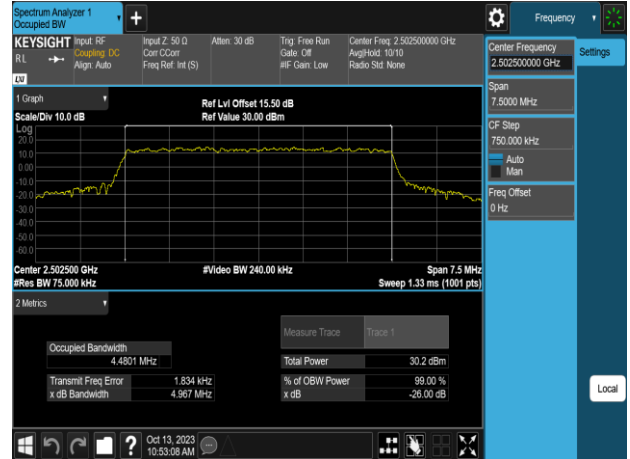 Spectrum Analyzer 1
Occupied BW
Frequency
KEYSIGHT
RL
LXI
Input: RF
Coupling: DC
Align: Auto
Input Z: 50 Ω
Corr CCorr
Freq Ref: Int (S)
Atten: 30 dB
Trig: Free Run
Gate: Off
#IF Gain: Low
Center Freq: 2.502500000 GHz
Avg|Hold: 10/10
Radio Std: None
Center Frequency
2.502500000 GHz
Settings
Span
7.5000 MHz
CF Step
750.000 kHz
Auto
Man
Freq Offset
0 Hz
Local
1 Graph
Scale/Div 10.0 dB
Ref Lvl Offset 15.50 dB
Ref Value 30.00 dBm
Log
20.0
10.0
0.00
-10.0
-20.0
-30.0
-40.0
-50.0
-60.0
Center 2.502500 GHz
#Video BW 240.00 kHz
Span 7.5 MHz
#Res BW 75.000 kHz
Sweep 1.33 ms (1001 pts)
2 Metrics
Measure Trace
Trace 1
Occupied Bandwidth
4.4801 MHz
Total Power
30.2 dBm
Transmit Freq Error
1.834 kHz
% of OBW Power
99.00 %
x dB Bandwidth
4.967 MHz
x dB
-26.00 dB
?
Oct 13, 2023
10:53:08 AM